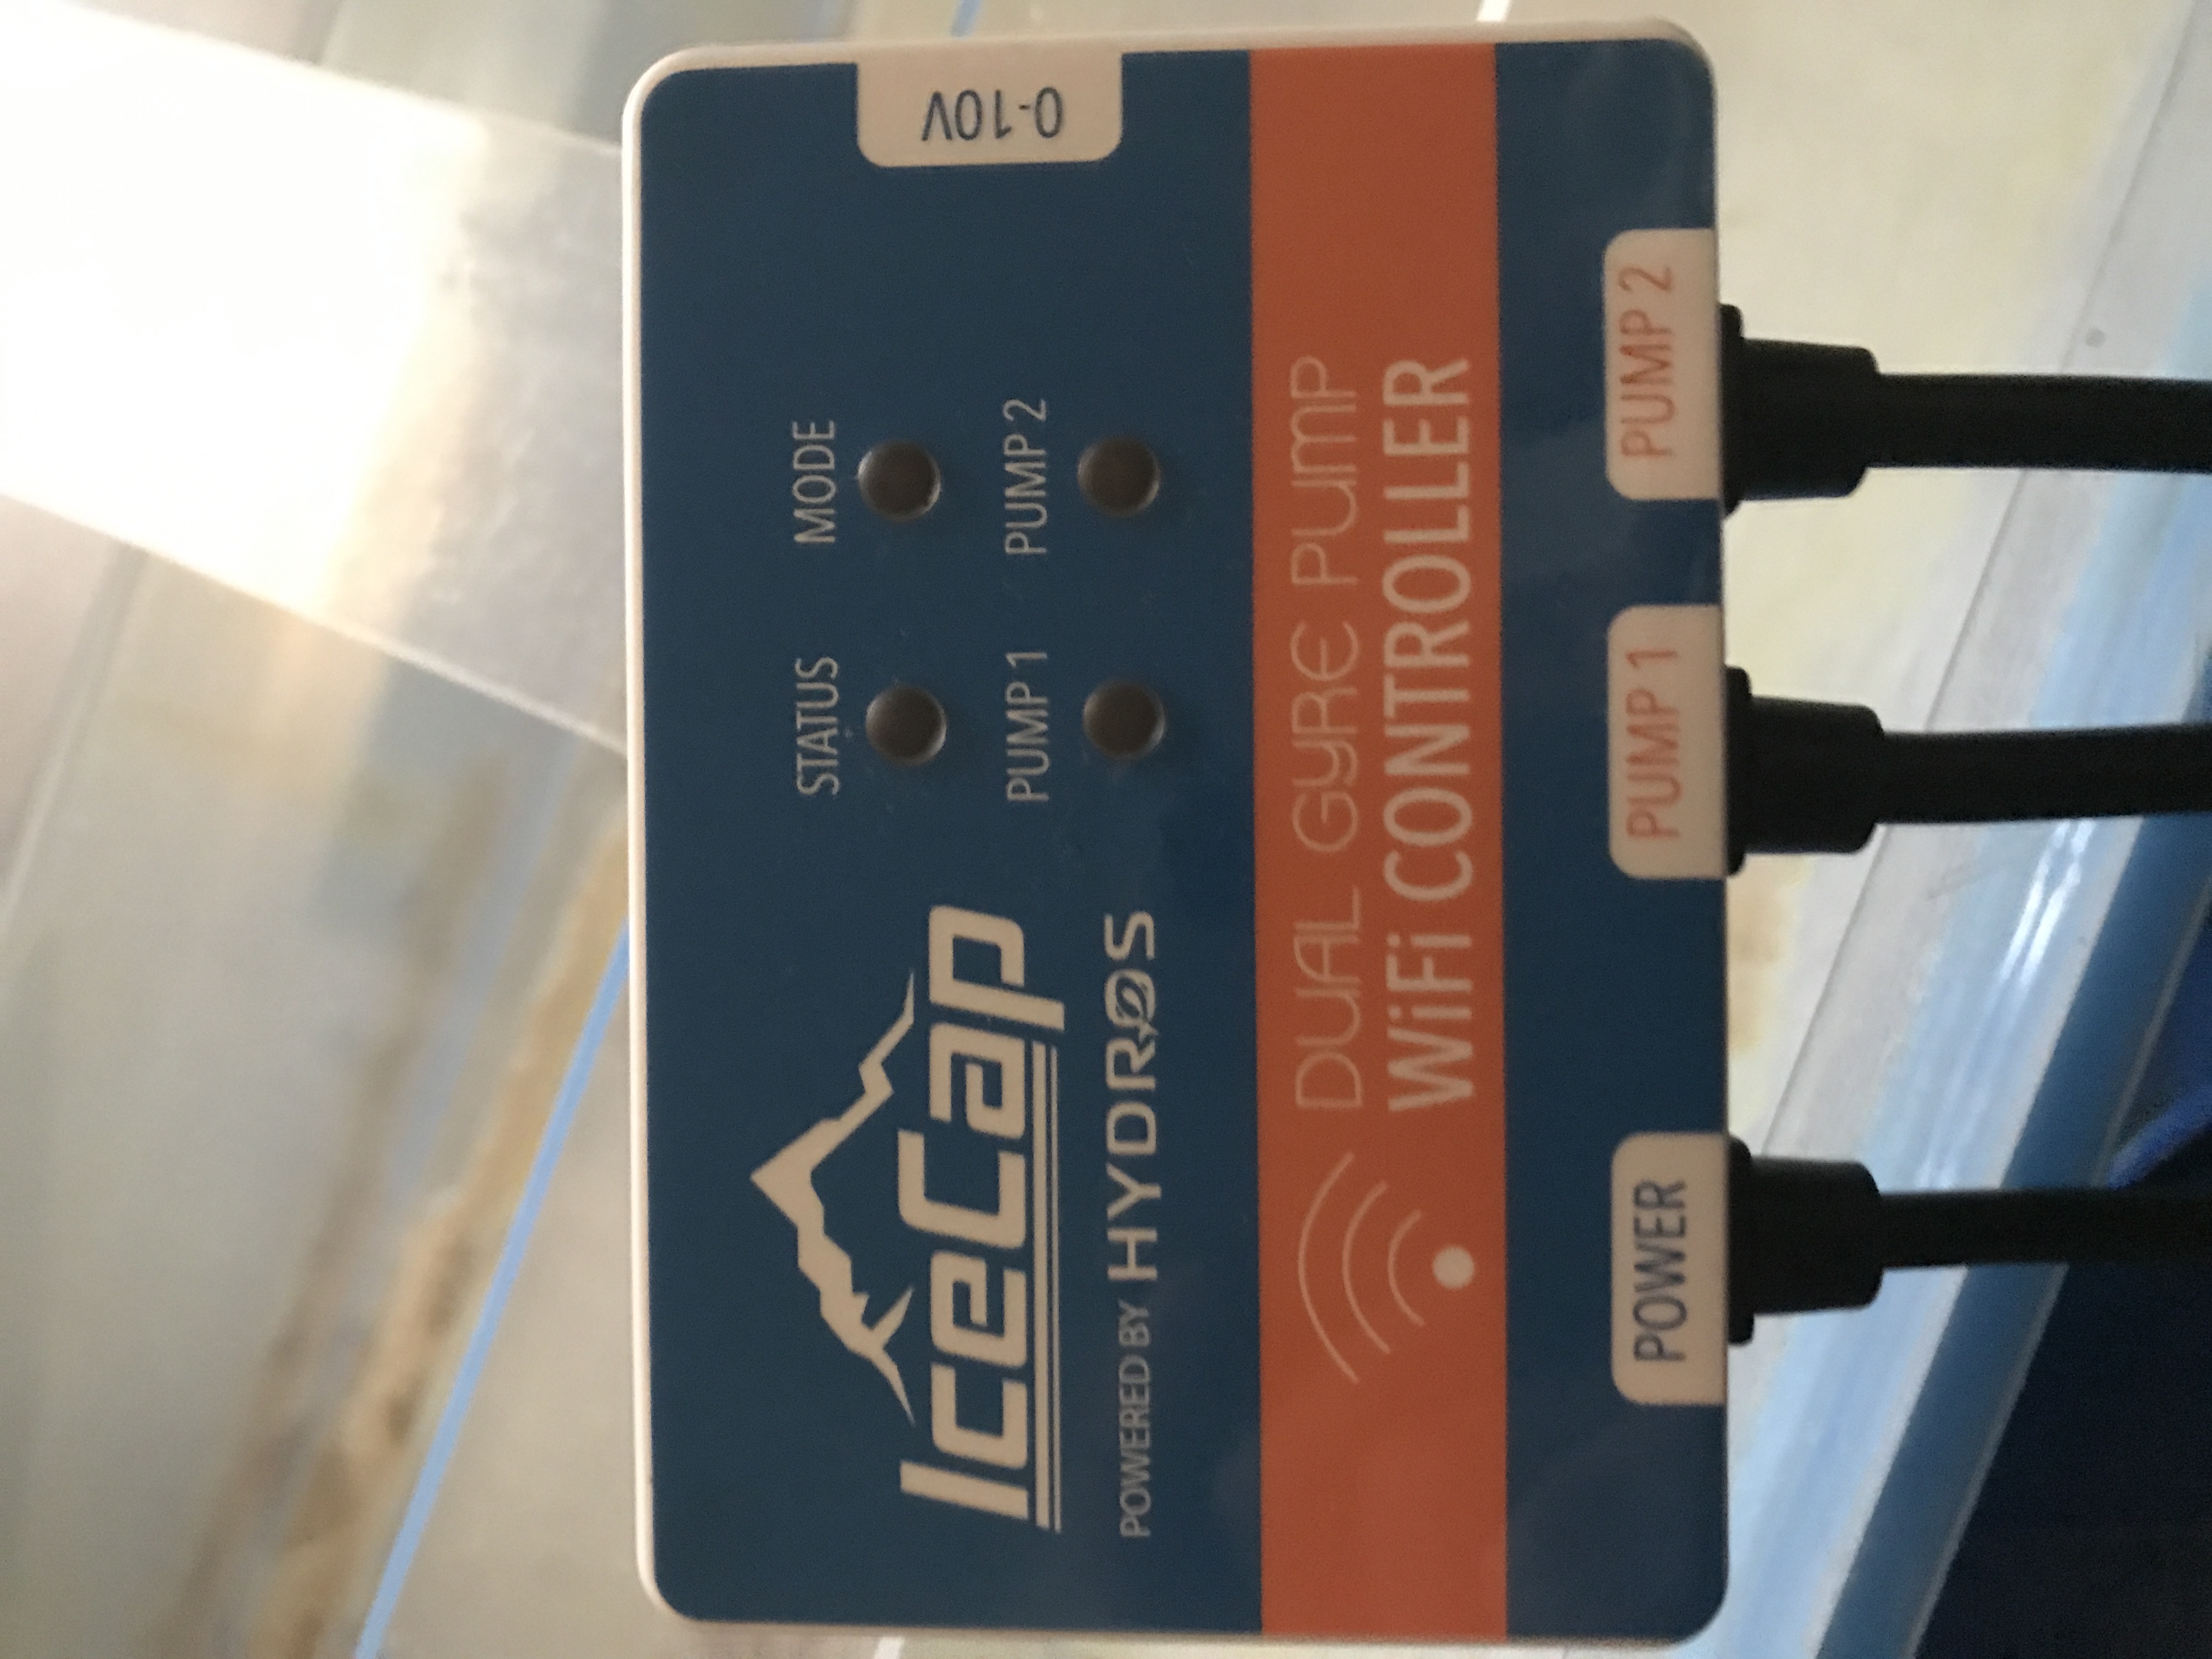 STATUS
MODE
PUMP 1
PUMP 2
IceCap
POWERED BY HYDROS
0-10V
DUAL GYRE PUMP
WiFi CONTROLLER
POWER
PUMP 1
PUMP 2